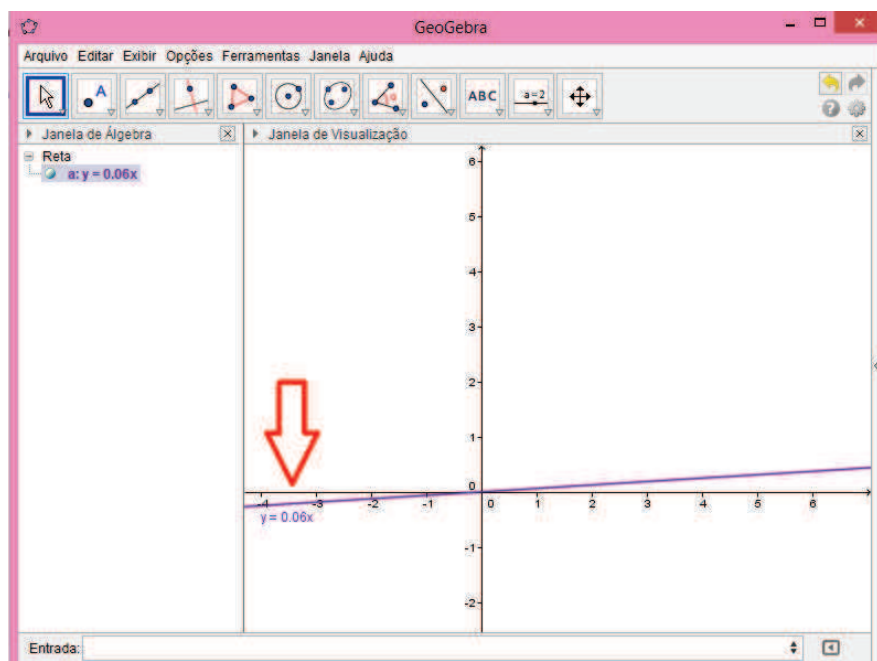 GeoGebra
Arquivo Editar Exibir Opções Ferramentas Janela Ajuda
A
ABC
a=2
Janela de Álgebra
Janela de Visualização
Reta
a: y = 0.06x
6
5
4
3
2
1
0
-4 -3 -2 -1 0 1 2 3 4 5 6
y = 0.06x
-1
-2
Entrada: